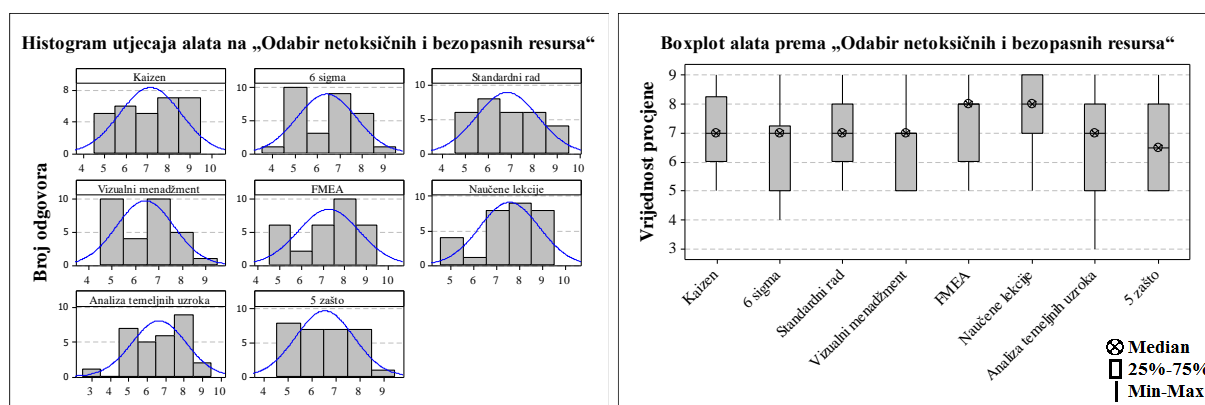 Histogram utjecaja alata na „Odabir netoksičnih i bezopasnih resursa“
Broj odgovora
Kaizen
6 sigma
Standardni rad
8
4
0
10
5
0
10
5
0
4 5 6 7 8 9 10
4 5 6 7 8 9
4 5 6 7 8 9 10
Vizualni menadžment
FMEA
Naučene lekcije
10
5
0
10
5
0
10
5
0
4 5 6 7 8 9
4 5 6 7 8 9 10
4 5 6 7 8 9 10
Analiza temeljnih uzroka
5 zašto
10
5
0
10
5
0
3 4 5 6 7 8 9
4 5 6 7 8 9
Boxplot alata prema „Odabir netoksičnih i bezopasnih resursa“
Vrijednost procjene
9
8
7
6
5
4
3
Kaizen
6 sigma
Standardni rad
Vizualni menadžment
FMEA
Naučene lekcije
Analiza temeljnih uzroka
5 zašto
Median
25%-75%
Min-Max